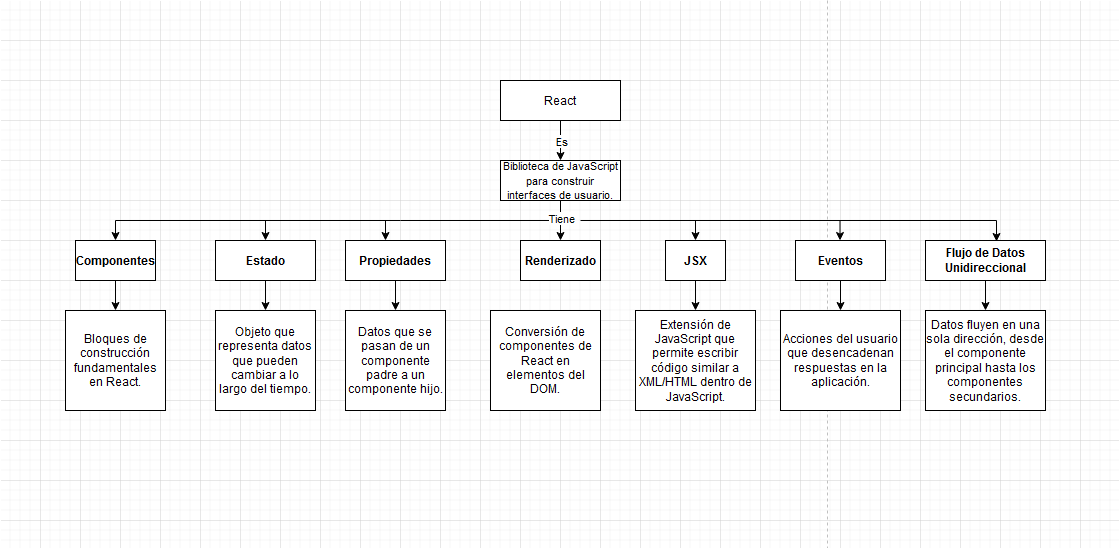 React
Es
Biblioteca de JavaScript
para construir
interfaces de usuario.
Tiene
Componentes
Estado
Propiedades
Renderizado
JSX
Eventos
Flujo de Datos
Unidireccional
Bloques de
construcción
fundamentales
en React.
Objeto que
representa datos
que pueden
cambiar a lo
largo del tiempo.
Datos que se
pasan de un
componente
padre a un
componente hijo.
Conversión de
componentes de
React en
elementos del
DOM.
Extensión de
JavaScript que
permite escribir
código similar a
XML/HTML dentro de
JavaScript.
Acciones del usuario
que desencadenan
respuestas en la
aplicación.
Datos fluyen en una
sola dirección, desde
el componente
principal hasta los
componentes
secundarios.